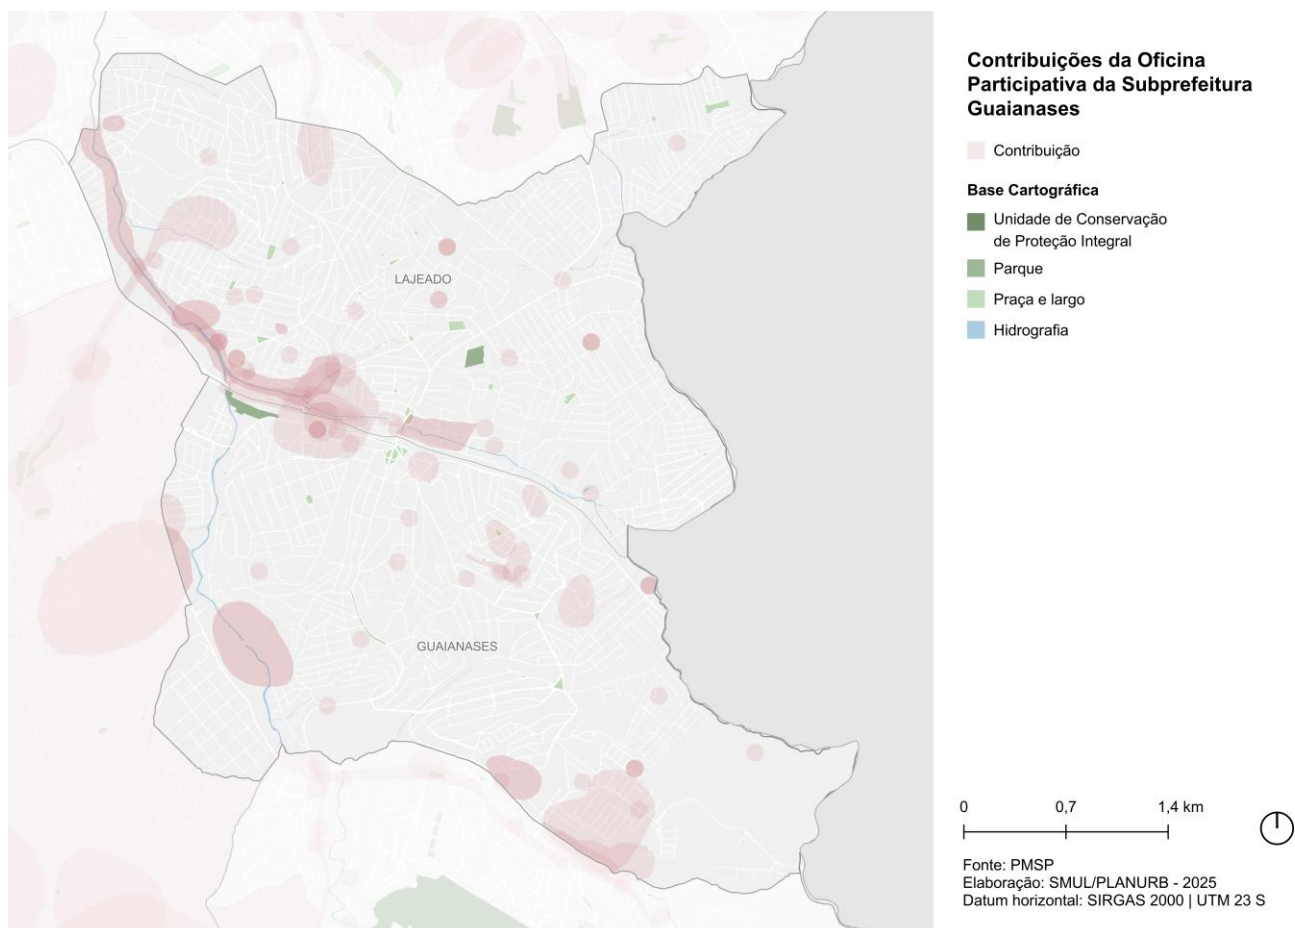 Contribuições da Oficina
Participativa da Subprefeitura
Guaianases
Contribuição
Base Cartográfica
Unidade de Conservação
de Proteção Integral
Parque
Praça e largo
Hidrografia
LAJEADO
GUAIANASES
0 0,7 1,4 km
Fonte: PMSP
Elaboração: SMUL/PLANURB - 2025
Datum horizontal: SIRGAS 2000 | UTM 23 S